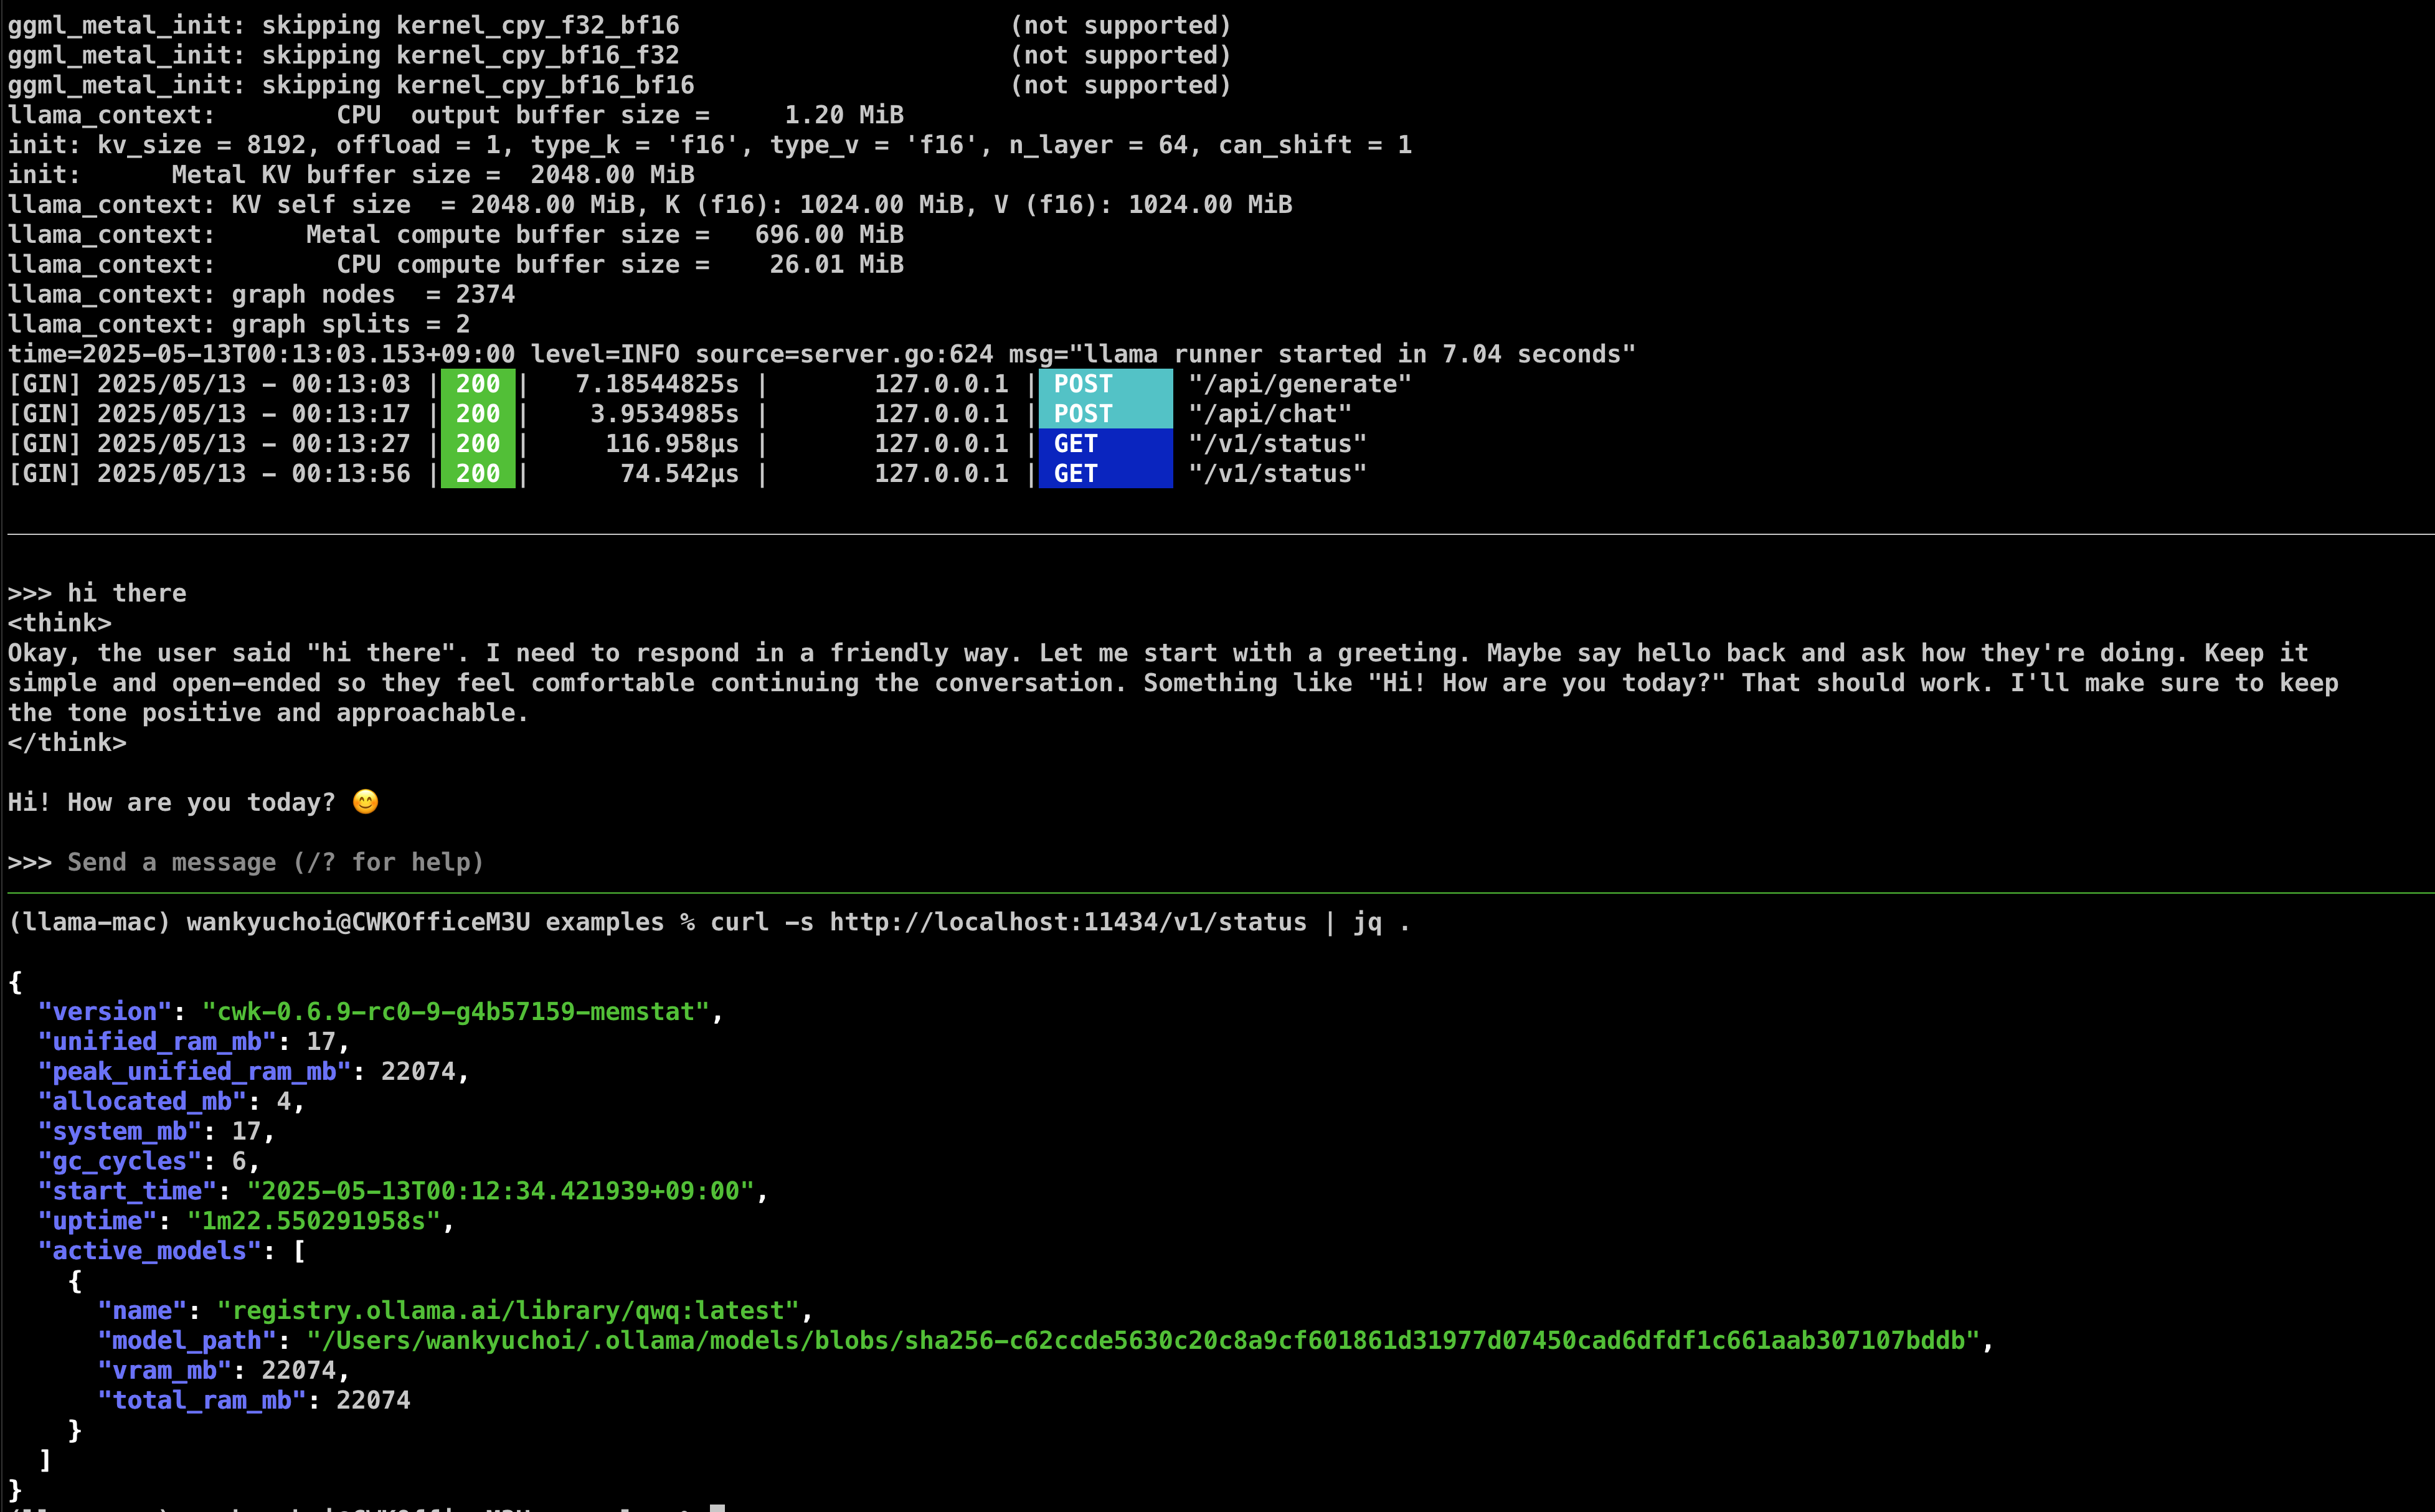 ggml_metal_init: skipping kernel_cpy_f32_bf16                      (not supported)
ggml_metal_init: skipping kernel_cpy_bf16_f32                      (not supported)
ggml_metal_init: skipping kernel_cpy_bf16_bf16                     (not supported)
llama_context:        CPU  output buffer size =     1.20 MiB
init: kv_size = 8192, offload = 1, type_k = 'f16', type_v = 'f16', n_layer = 64, can_shift = 1
init:      Metal KV buffer size =  2048.00 MiB
llama_context: KV self size  = 2048.00 MiB, K (f16): 1024.00 MiB, V (f16): 1024.00 MiB
llama_context:      Metal compute buffer size =   696.00 MiB
llama_context:        CPU compute buffer size =    26.01 MiB
llama_context: graph nodes  = 2374
llama_context: graph splits = 2
time=2025-05-13T00:13:03.153+09:00 level=INFO source=server.go:624 msg="llama runner started in 7.04 seconds"
[GIN] 2025/05/13 - 00:13:03 | 200 |   7.18544825s |       127.0.0.1 | POST     "/api/generate"
[GIN] 2025/05/13 - 00:13:17 | 200 |    3.9534985s |       127.0.0.1 | POST     "/api/chat"
[GIN] 2025/05/13 - 00:13:27 | 200 |     116.958µs |       127.0.0.1 | GET      "/v1/status"
[GIN] 2025/05/13 - 00:13:56 | 200 |      74.542µs |       127.0.0.1 | GET      "/v1/status"
>>> hi there
<think>
Okay, the user said "hi there". I need to respond in a friendly way. Let me start with a greeting. Maybe say hello back and ask how they're doing. Keep it
simple and open-ended so they feel comfortable continuing the conversation. Something like "Hi! How are you today?" That should work. I'll make sure to keep
the tone positive and approachable.
</think>
Hi! How are you today? 😊
>>> Send a message (/? for help)
(llama-mac) wankyuchoi@CWKOfficeM3U examples % curl -s http://localhost:11434/v1/status | jq .
{
  "version": "cwk-0.6.9-rc0-9-g4b57159-memstat",
  "unified_ram_mb": 17,
  "peak_unified_ram_mb": 22074,
  "allocated_mb": 4,
  "system_mb": 17,
  "gc_cycles": 6,
  "start_time": "2025-05-13T00:12:34.421939+09:00",
  "uptime": "1m22.550291958s",
  "active_models": [
    {
      "name": "registry.ollama.ai/library/qwq:latest",
      "model_path": "/Users/wankyuchoi/.ollama/models/blobs/sha256-c62ccde5630c20c8a9cf601861d31977d07450cad6dfdf1c661aab307107bddb",
      "vram_mb": 22074,
      "total_ram_mb": 22074
    }
  ]
}